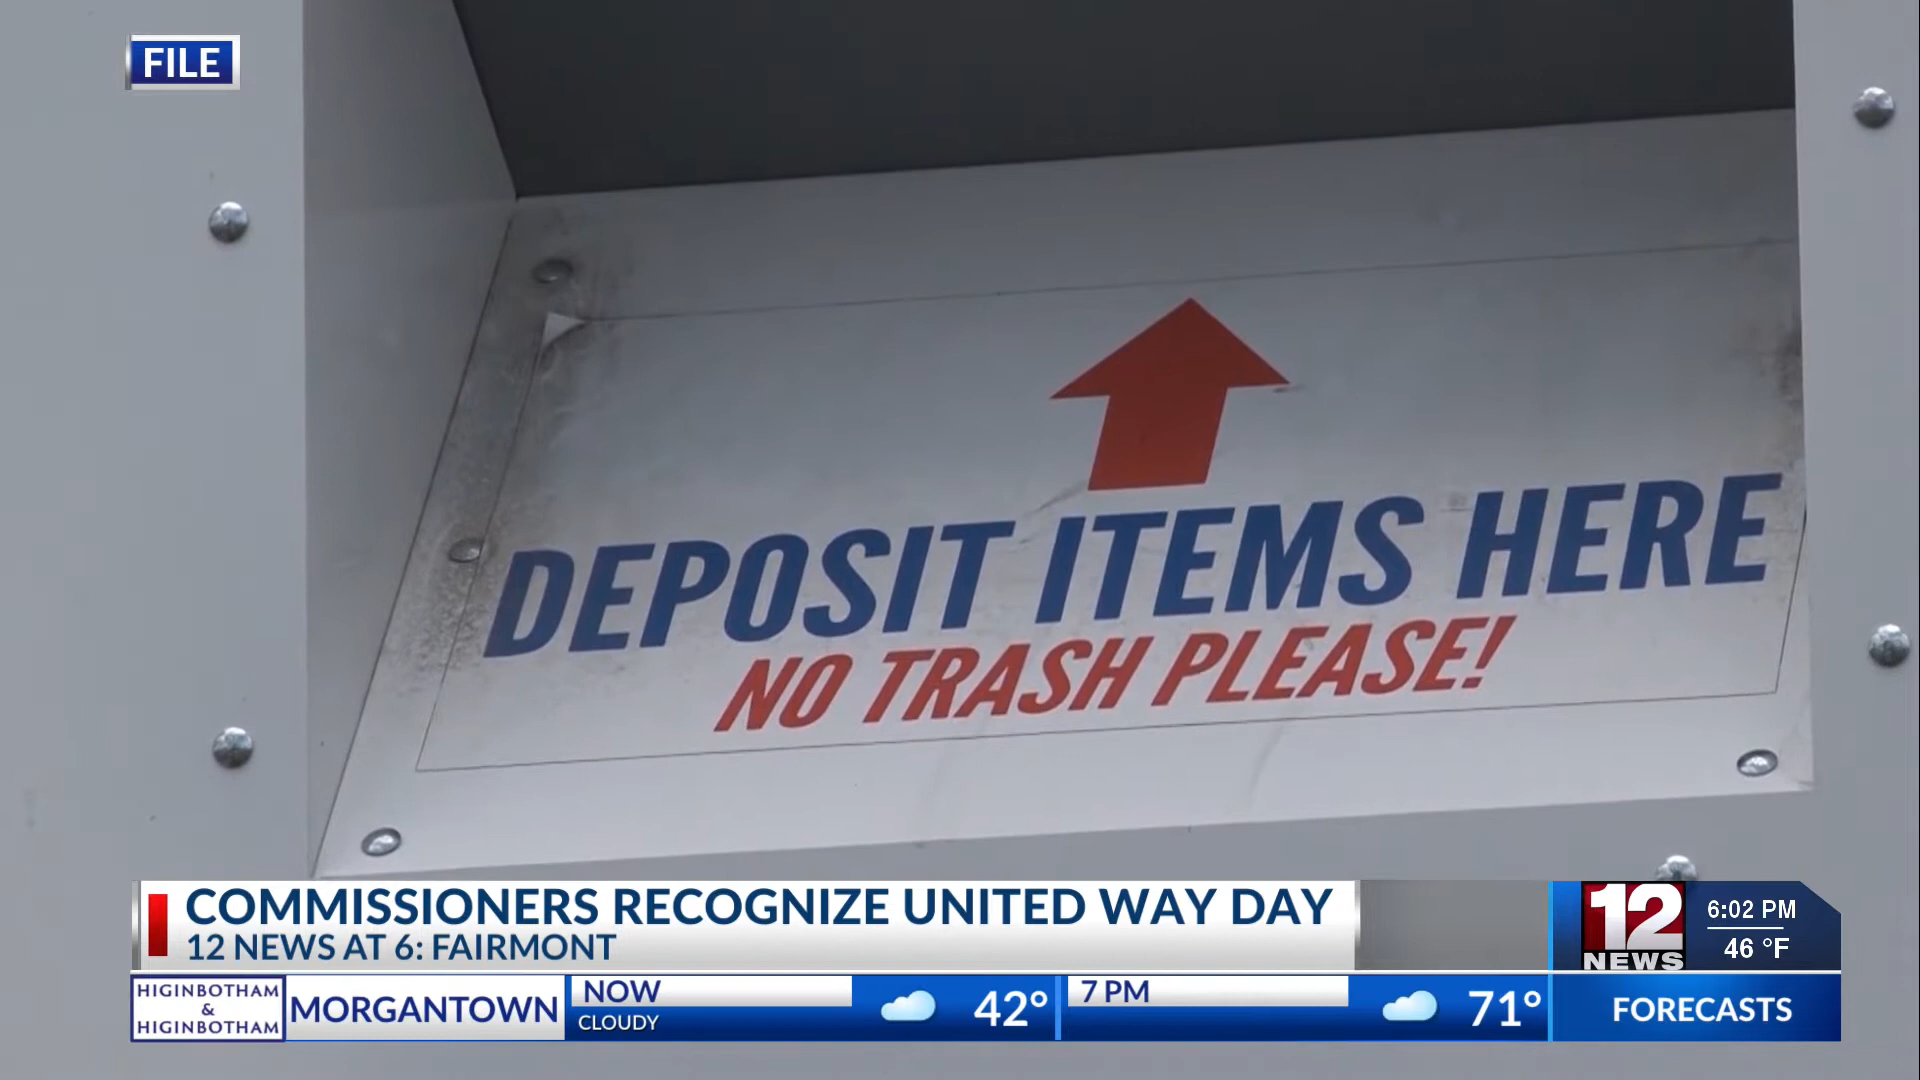 FILE
DEPOSIT ITEMS HERE
NO TRASH PLEASE!
COMMISSIONERS RECOGNIZE UNITED WAY DAY
12 NEWS AT 6: FAIRMONT
12
NEWS
6:02 PM
46 °F
HIGINBOTHAM
&
HIGINBOTHAM
MORGANTOWN
NOW
CLOUDY
42°
7 PM
71°
FORECASTS